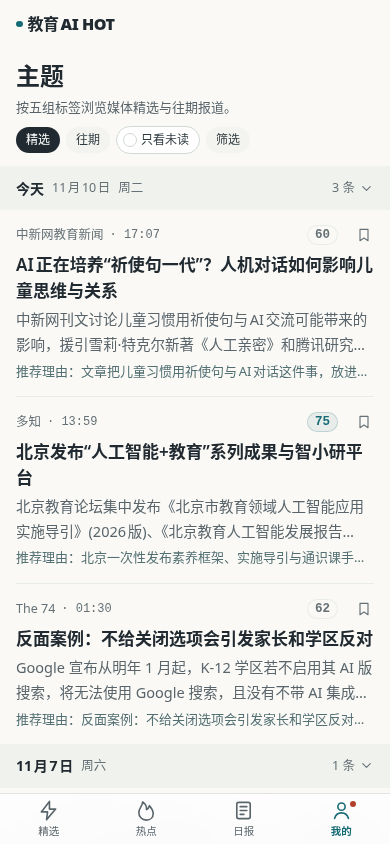 教育 AI HOT
主题
按五组标签浏览媒体精选与往期报道。
精选 往期 只看未读 筛选
今天 11月10日 周二 3 条
中新网教育新闻 · 17:07 60
AI正在培养“祈使句一代”？人机对话如何影响儿
童思维与关系
中新网刊文讨论儿童习惯用祈使句与AI交流可能带来的
影响，援引雪莉·特克尔新著《人工亲密》和腾讯研究...
推荐理由：文章把儿童习惯用祈使句与AI对话这件事，放进...
多知 · 13:59 75
北京发布“人工智能+教育”系列成果与智小研平
台
北京教育论坛集中发布《北京市教育领域人工智能应用
实施导引》(2026版)、《北京教育人工智能发展报告...
推荐理由：北京一次性发布素养框架、实施导引与通识课手...
The 74 · 01:30 62
反面案例：不给关闭选项会引发家长和学区反对
Google 宣布从明年 1 月起，K-12 学区若不启用其 AI 版
搜索，将无法使用 Google 搜索，且没有不带 AI 集成...
推荐理由：反面案例：不给关闭选项会引发家长和学区反对...
11月7日 周六 1 条
精选 热点 日报 我的